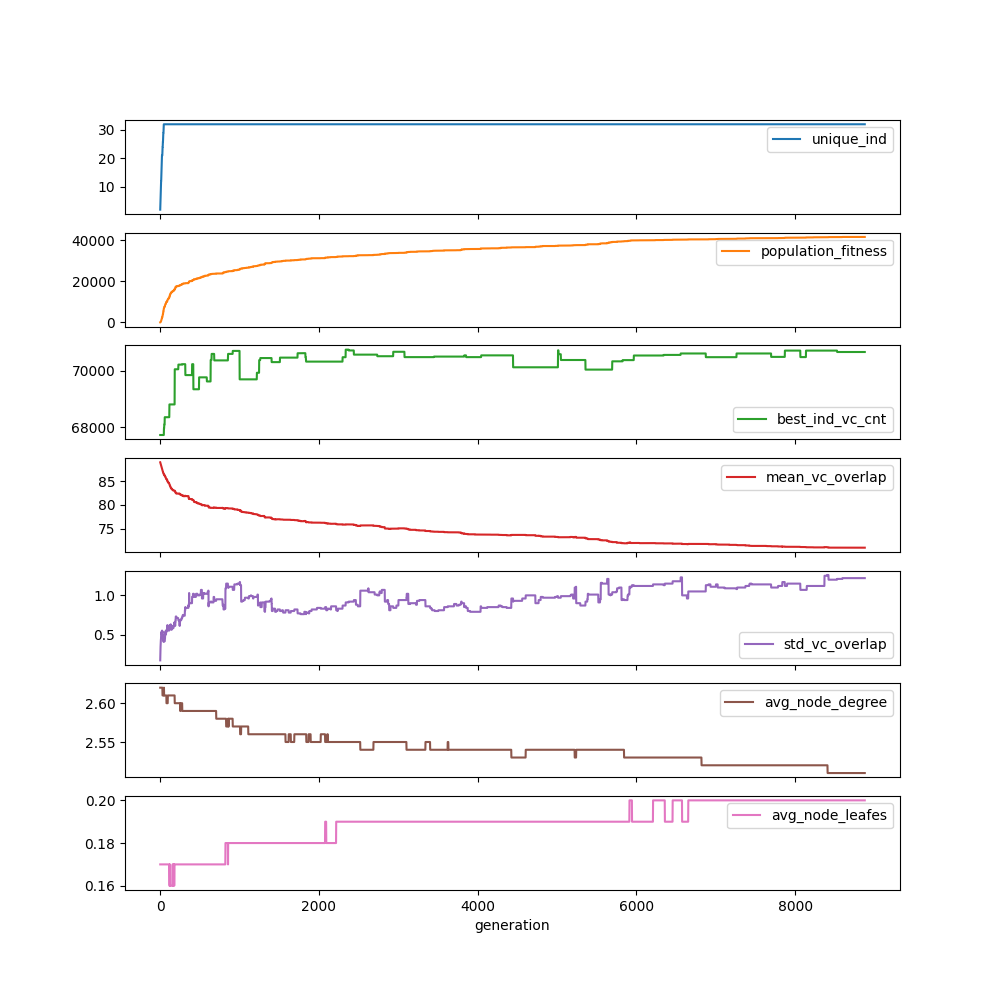 30
20
10
unique_ind
40000
20000
0
population_fitness
70000
68000
best_ind_vc_cnt
85
80
75
mean_vc_overlap
1.0
0.5
std_vc_overlap
2.60
2.55
avg_node_degree
0.20
0.18
0.16
avg_node_leafes
0 2000 4000 6000 8000
generation